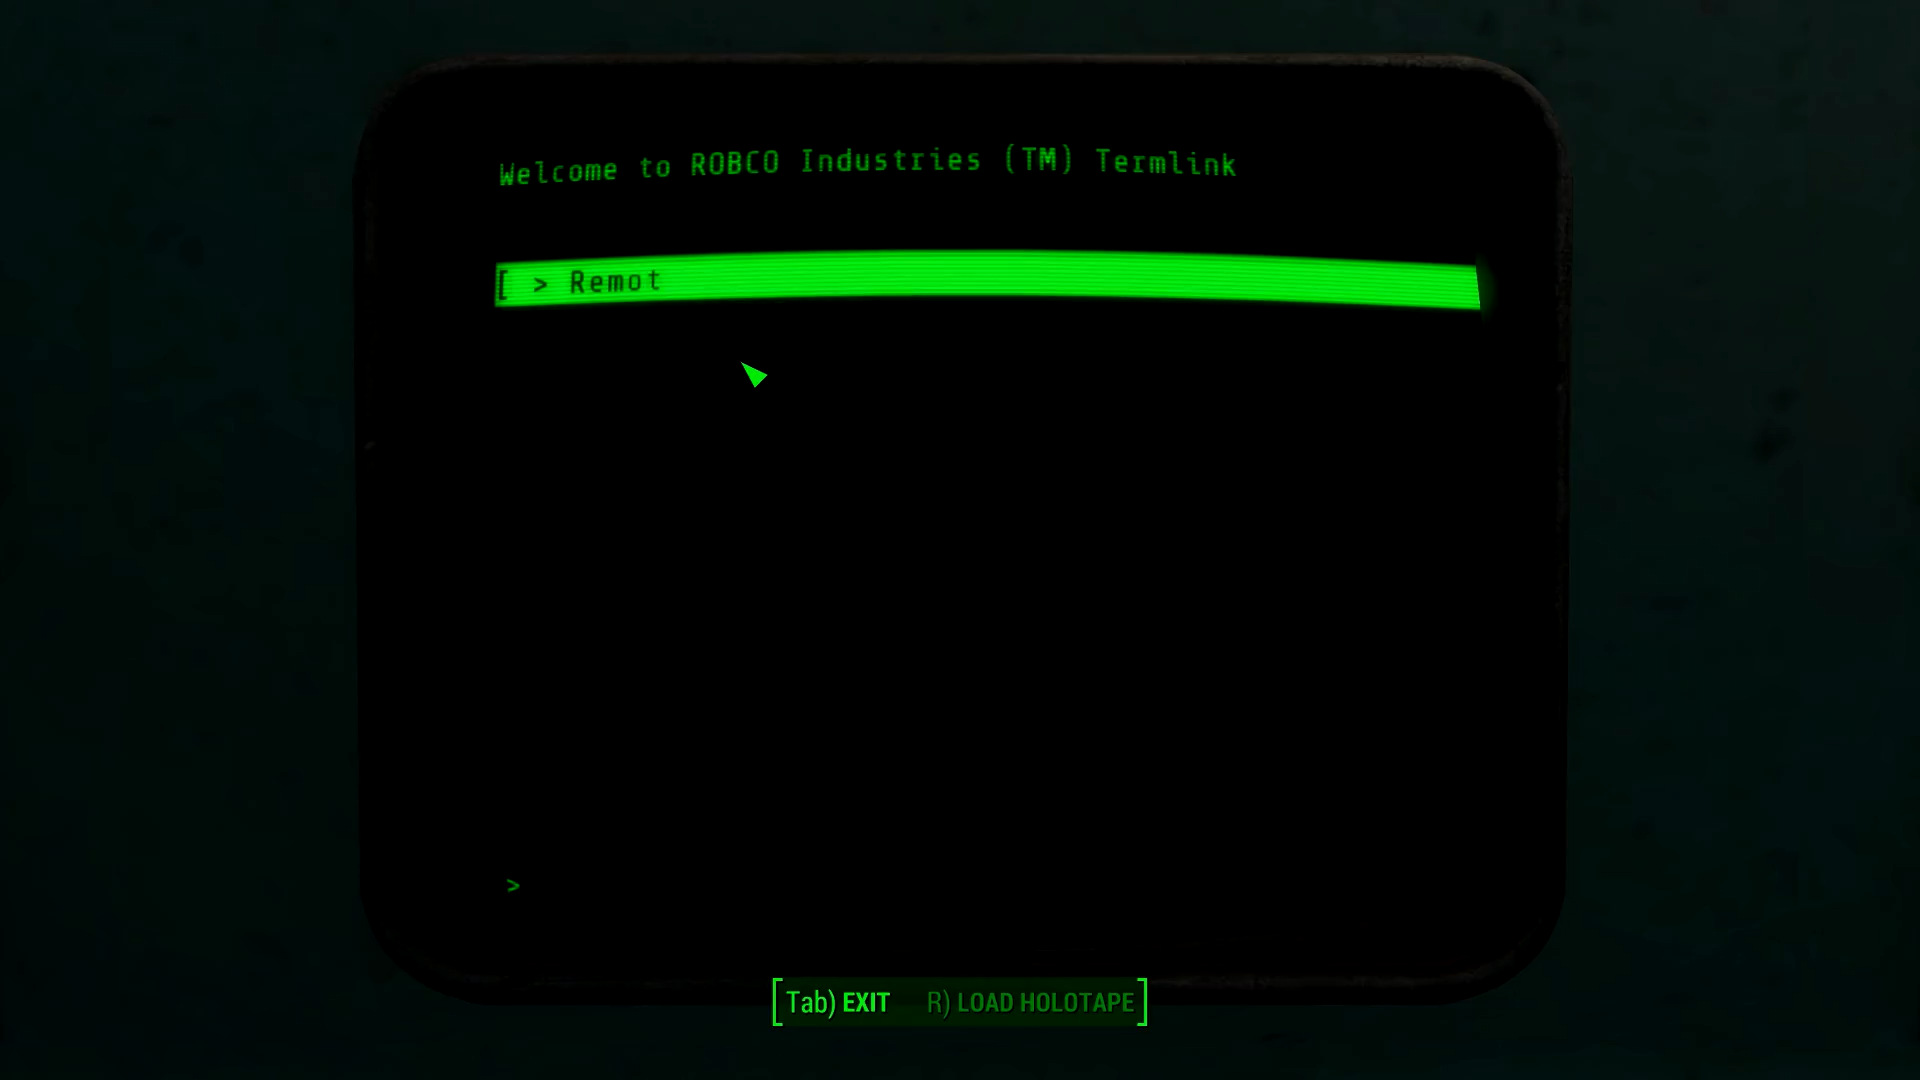 Welcome to ROBCO Industries (TM) Termlink
[ > Remot
>
Tab) EXIT R) LOAD HOLOTAPE